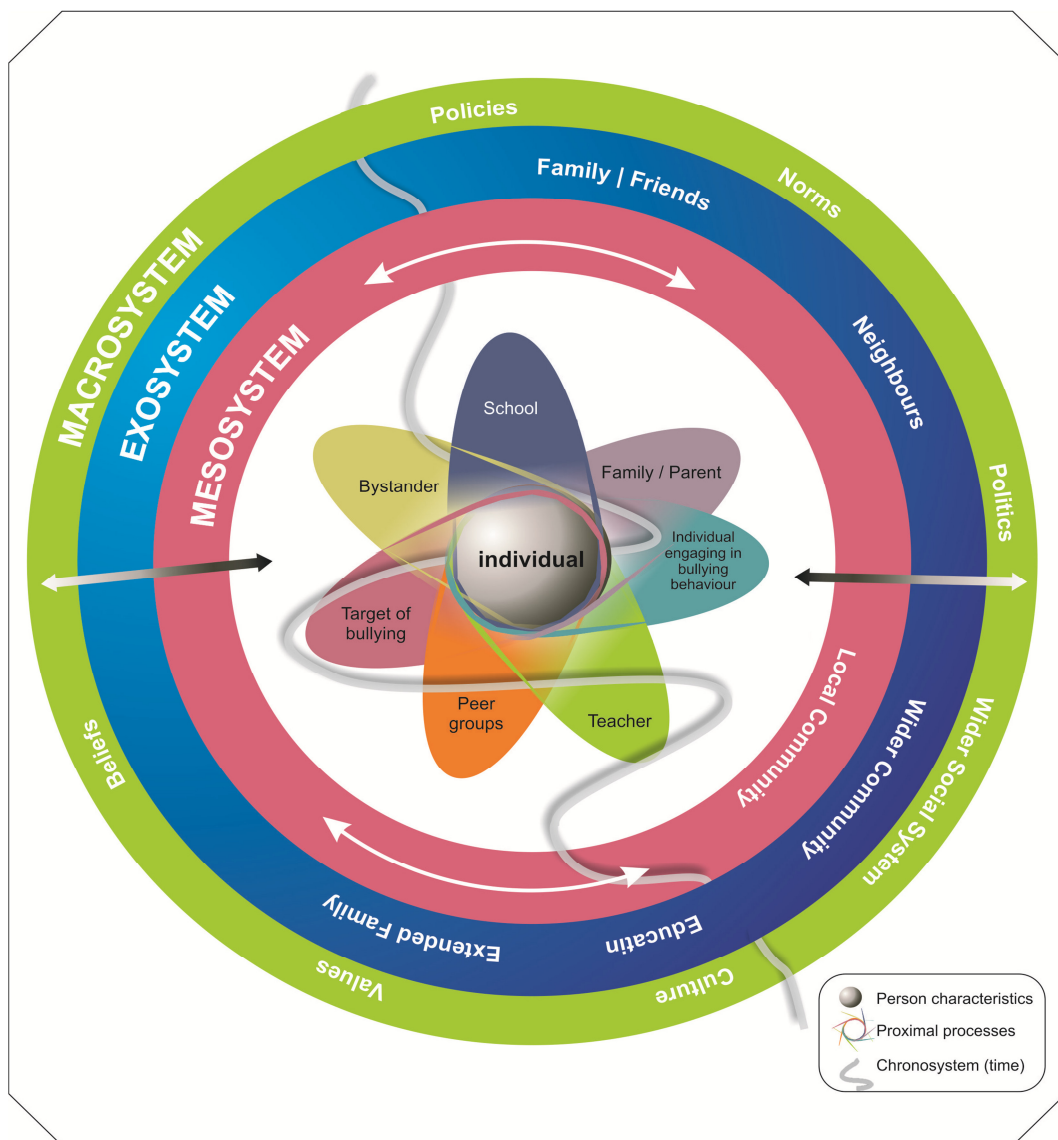 Policies
Family | Friends
Norms
MACROSYSTEM
EXOSYSTEM
MESOSYSTEM
Neighbours
School
Family / Parent
Bystander
Politics
individual
Individual
engaging in
bullying
behaviour
Target of
bullying
Peer
groups
Teacher
Local Community
Wider Community
Wider Social System
Beliefs
Extended Family
Educatin
Values
Culture
Person characteristics
Proximal processes
Chronosystem (time)